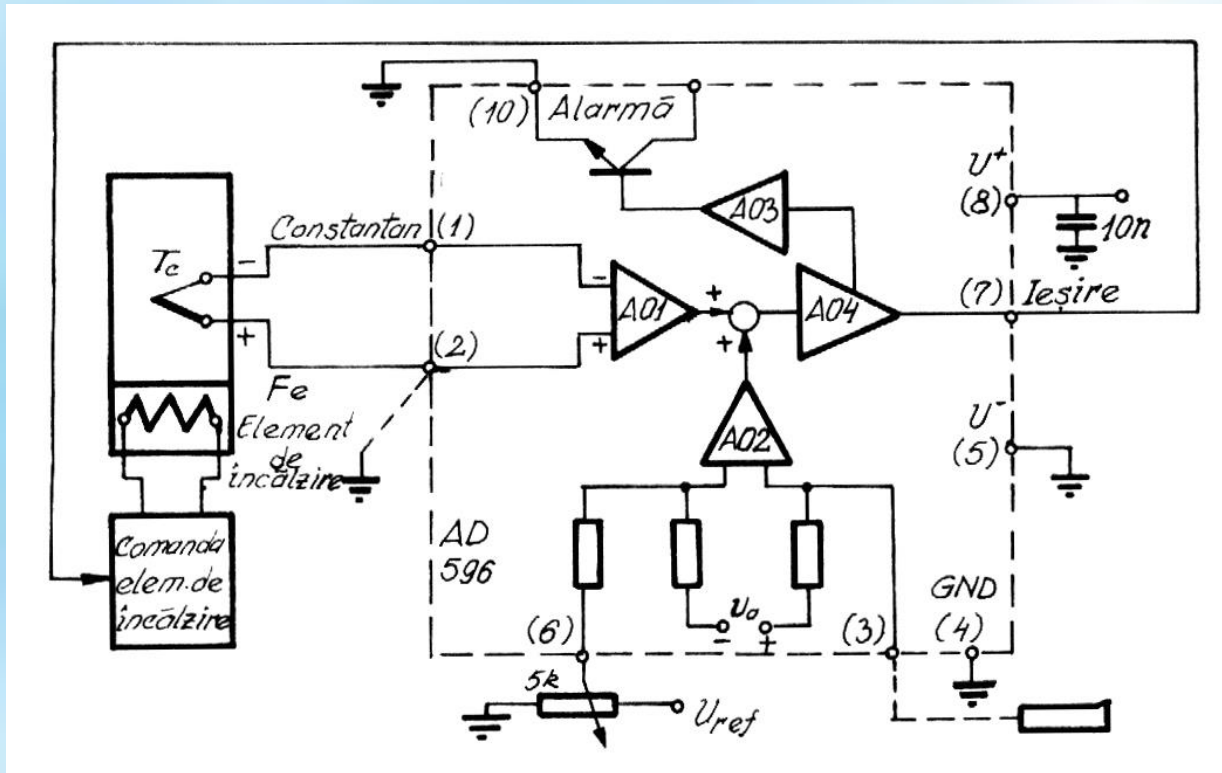 (10) Alarmă
U+
(8)
10n
Constantan (1)
Tc
-
-
+
A01
A03
A04
(7) Ieșire
+
+
(2)
+
Fe
Element
de
încălzire
A02
U-
(5)
AD
596
Comanda
elem. de
încălzire
Uo
-
+
GND
(6)
(3)
(4)
5k
Uref